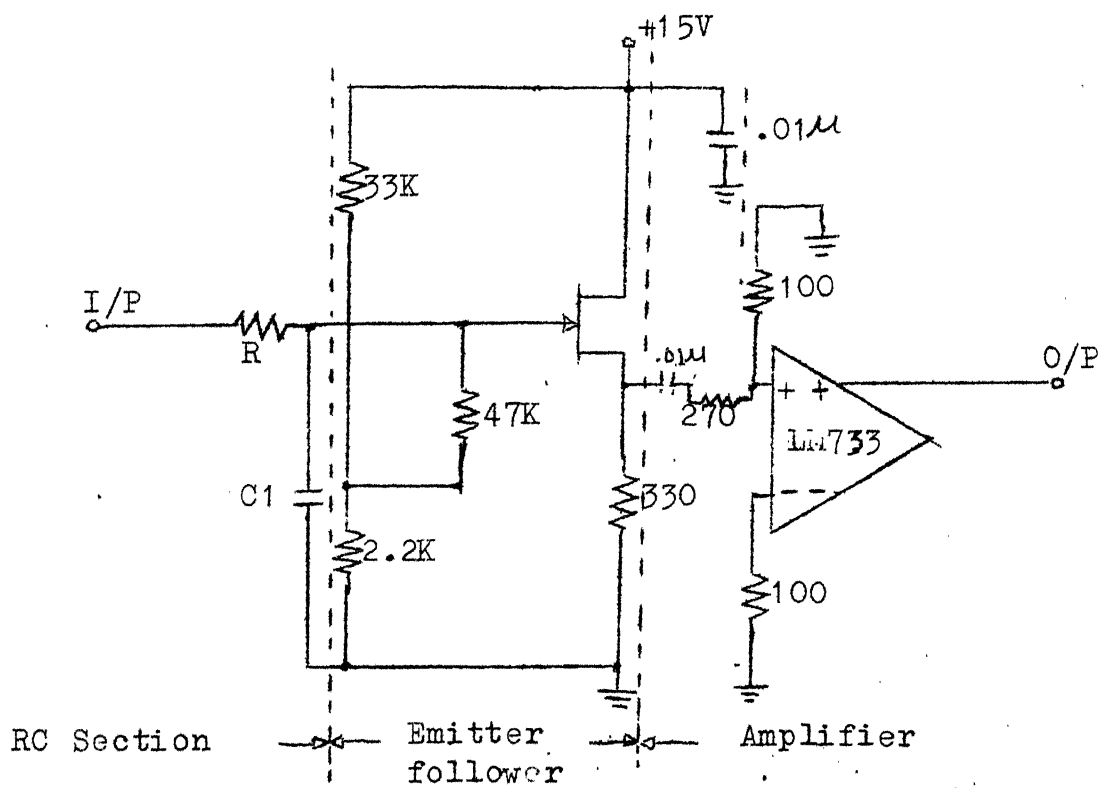 +15V
.01µ
33K
100
I/P
R
.01µ
O/P
+ +
47K
270
LM733
C1
330
- -
2.2K
100
RC Section
Emitter
follower
Amplifier